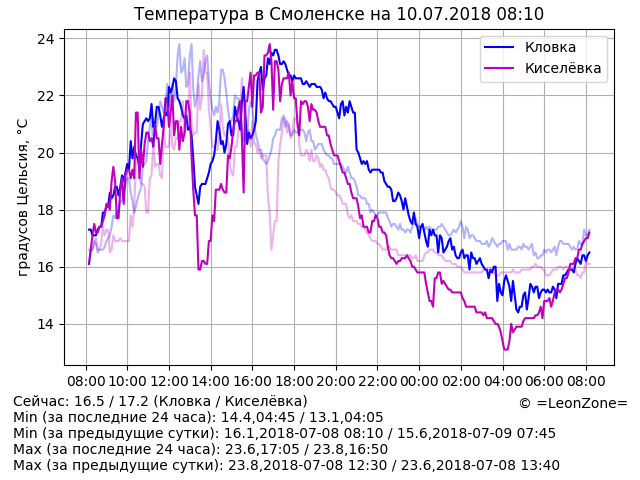 Температура в Смоленске на 10.07.2018 08:10
Кловка
Киселёвка
градусов Цельсия, °C
24
22
20
18
16
14
08:00 10:00 12:00 14:00 16:00 18:00 20:00 22:00 00:00 02:00 04:00 06:00 08:00
Сейчас: 16.5 / 17.2 (Кловка / Киселёвка)
© =LeonZone=
Min (за последние 24 часа): 14.4,04:45 / 13.1,04:05
Min (за предыдущие сутки): 16.1,2018-07-08 08:10 / 15.6,2018-07-09 07:45
Max (за последние 24 часа): 23.6,17:05 / 23.8,16:50
Max (за предыдущие сутки): 23.8,2018-07-08 12:30 / 23.6,2018-07-08 13:40